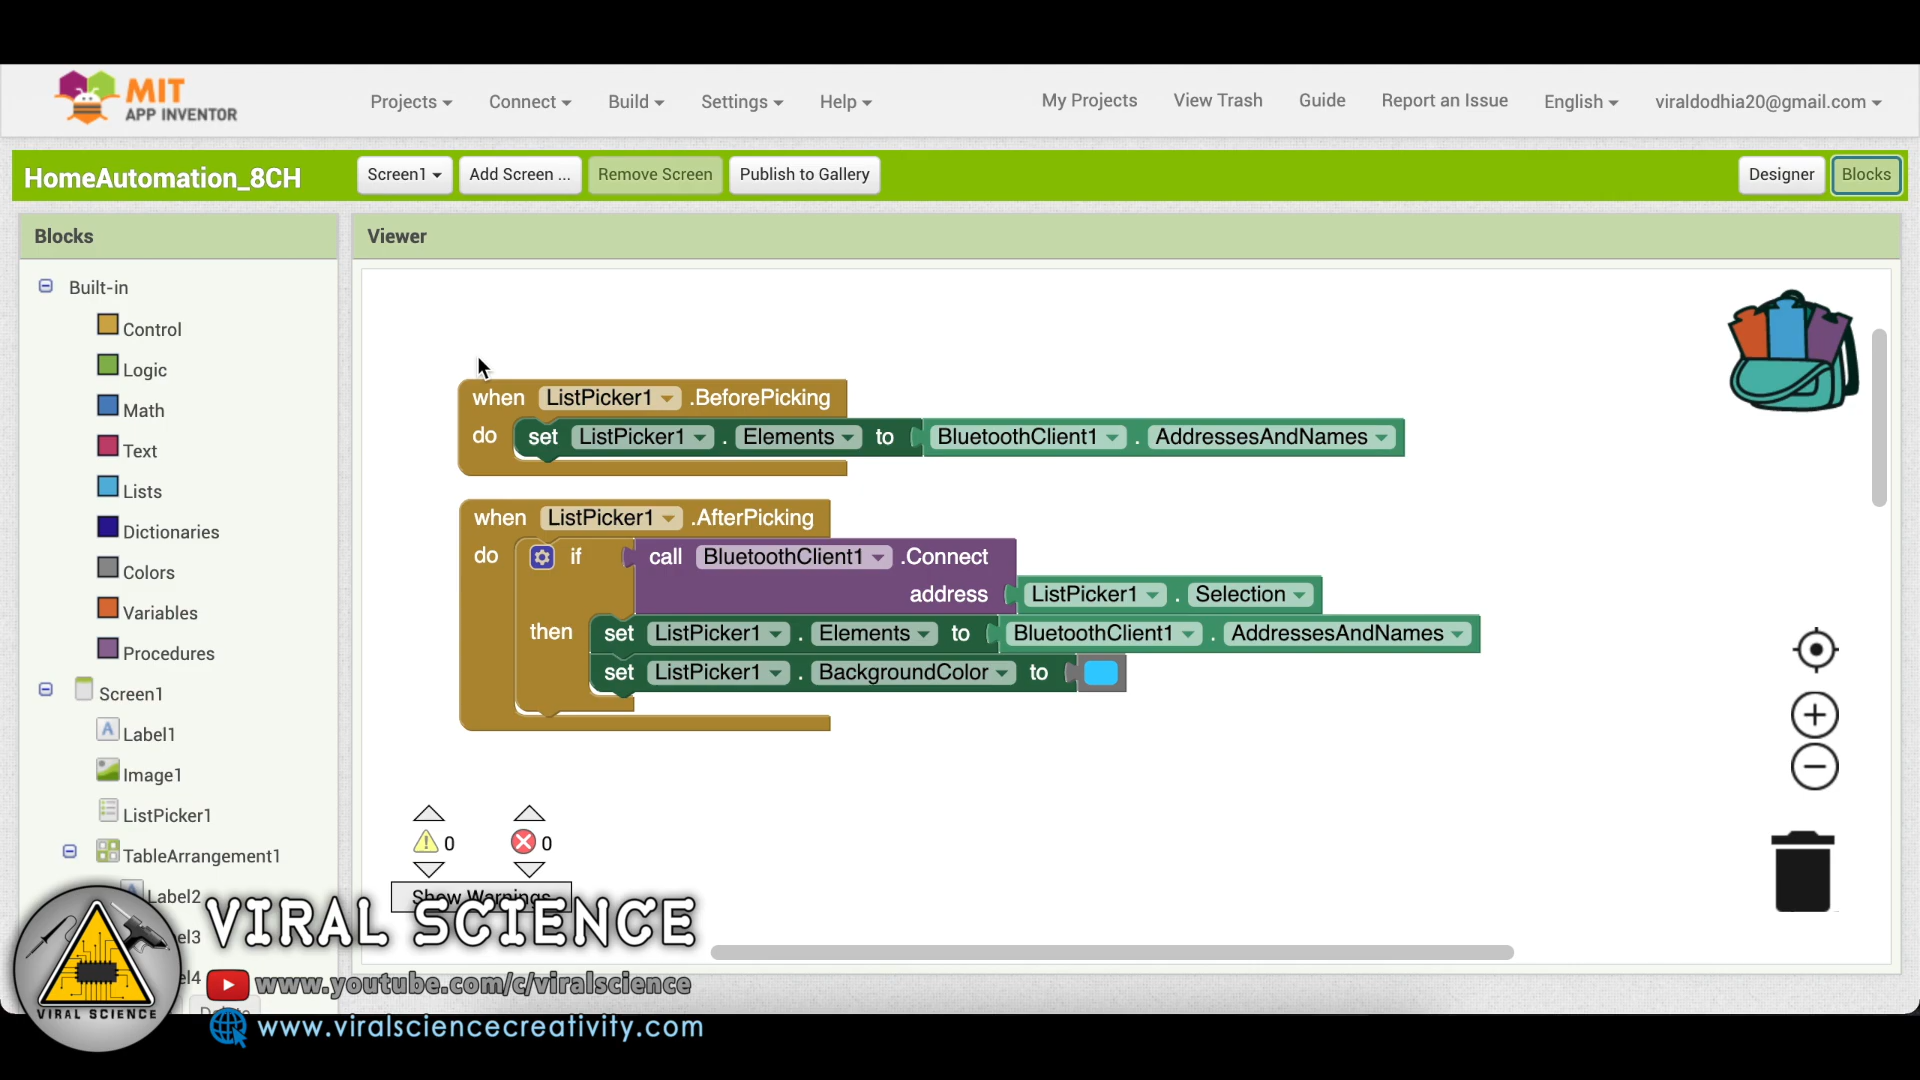 MIT
APP INVENTOR
Projects Connect Build Settings Help My Projects View Trash Guide Report an Issue English viraldodhia20@gmail.com
HomeAutomation_8CH Screen1 Add Screen ... Remove Screen Publish to Gallery Designer Blocks
Blocks
Viewer
Built-in
Control
Logic
Math
Text
Lists
Dictionaries
Colors
Variables
Procedures
Screen1
Label1
Image1
ListPicker1
TableArrangement1
Label2
el3
el4
when ListPicker1 .BeforePicking
do set ListPicker1 . Elements to BluetoothClient1 . AddressesAndNames
when ListPicker1 .AfterPicking
do if call BluetoothClient1 .Connect
address ListPicker1 . Selection
then set ListPicker1 . Elements to BluetoothClient1 . AddressesAndNames
set ListPicker1 . BackgroundColor to
0 0
Show Warnings
VIRAL SCIENCE
www.youtube.com/c/viralscience
www.viralsciencecreativity.com
VIRAL SCIENCE